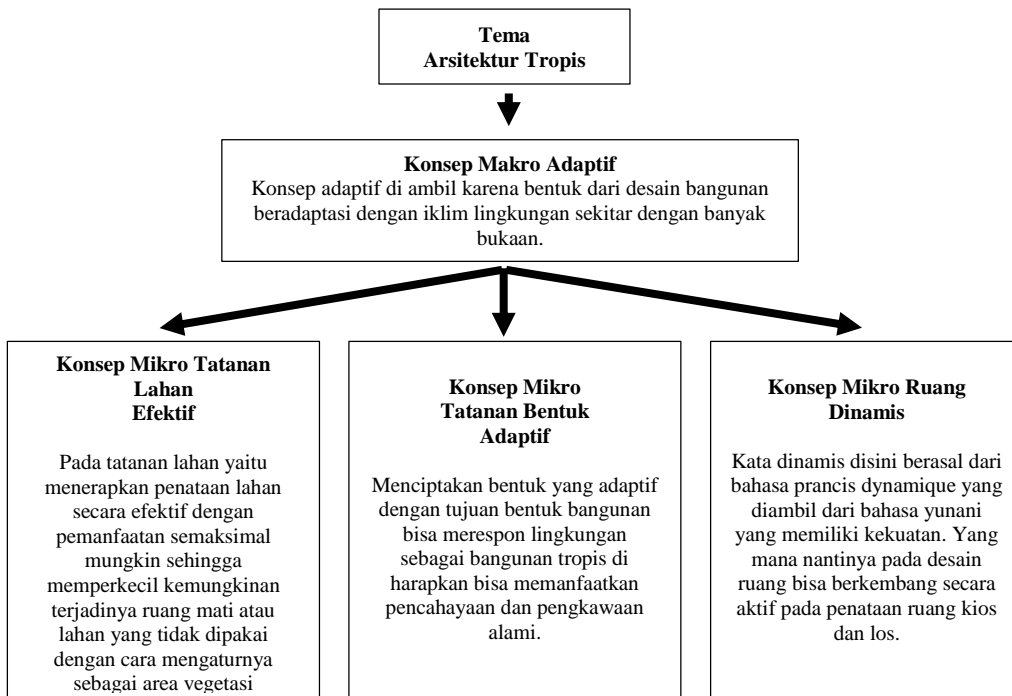 Tema
Arsitektur Tropis
Konsep Makro Adaptif
Konsep adaptif di ambil karena bentuk dari desain bangunan
beradaptasi dengan iklim lingkungan sekitar dengan banyak
bukaan.
Konsep Mikro Tatanan
Lahan
Efektif
Pada tatanan lahan yaitu
menerapkan penataan lahan
secara efektif dengan
pemanfaatan semaksimal
mungkin sehingga
memperkecil kemungkinan
terjadinya ruang mati atau
lahan yang tidak dipakai
dengan cara mengaturnya
sebagai area vegetasi
Konsep Mikro
Tatanan Bentuk
Adaptif
Menciptakan bentuk yang adaptif
dengan tujuan bentuk bangunan
bisa merespon lingkungan
sebagai bangunan tropis di
harapkan bisa memanfaatkan
pencahayaan dan pengkawaan
alami.
Konsep Mikro Ruang
Dinamis
Kata dinamis disini berasal dari
bahasa prancis dynamique yang
diambil dari bahasa yunani
yang memiliki kekuatan. Yang
mana nantinya pada desain
ruang bisa berkembang secara
aktif pada penataan ruang kios
dan los.